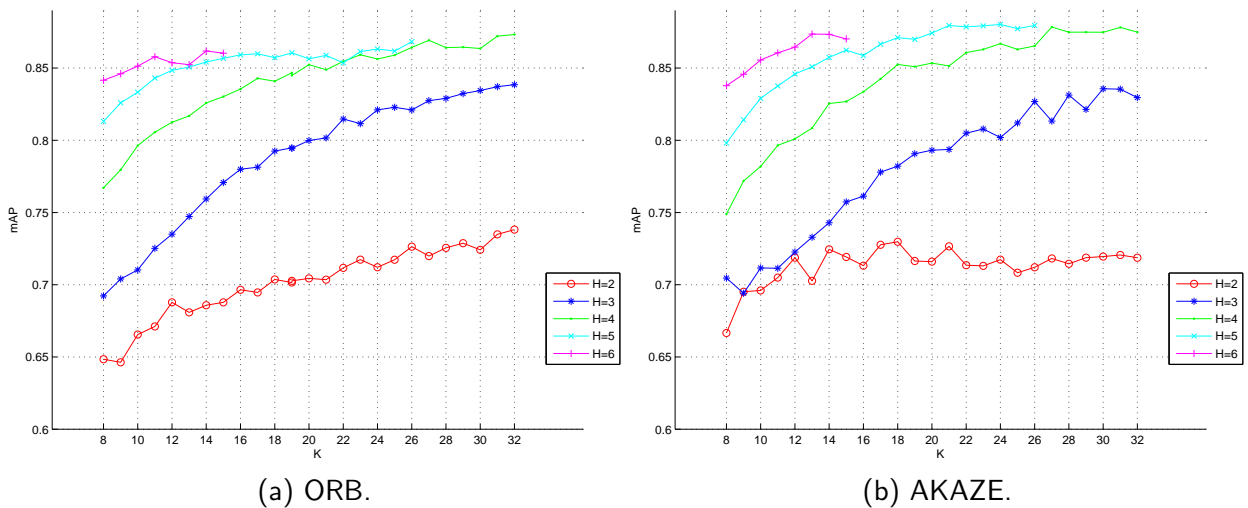 0.85
0.8
0.75
0.7
0.65
0.6
mAP
8 10 12 14 16 18 20 22 24 26 28 30 32
K
H=2
H=3
H=4
H=5
H=6
(a) ORB.
0.85
0.8
0.75
0.7
0.65
0.6
mAP
8 10 12 14 16 18 20 22 24 26 28 30 32
K
H=2
H=3
H=4
H=5
H=6
(b) AKAZE.